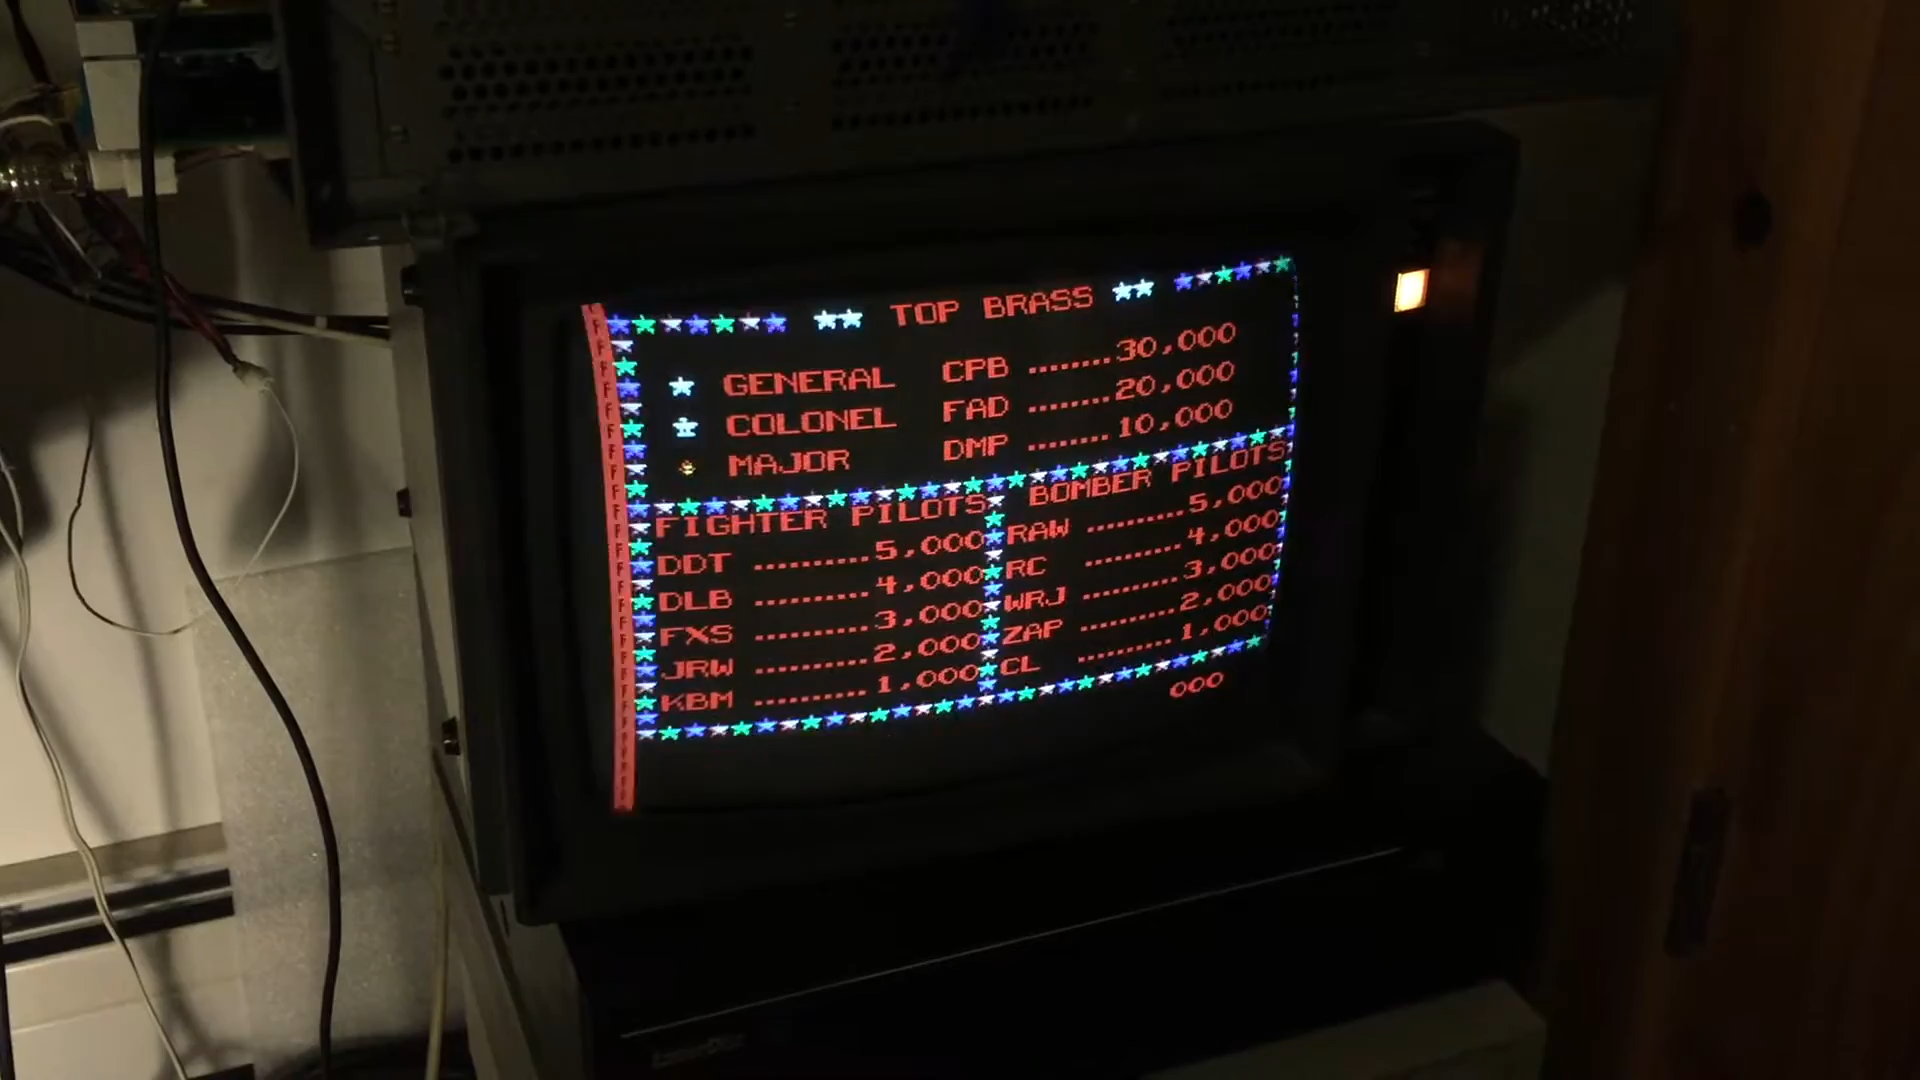 ★★ TOP BRASS ★★
GENERAL CPB ........30,000
COLONEL FAD ........20,000
MAJOR DMP ........10,000
FIGHTER PILOTS
DDT ..........5,000
DLB ..........4,000
FXS ..........3,000
JRW ..........2,000
KBM ..........1,000
BOMBER PILOTS
RAW ..........5,000
RC ..........4,000
WRJ ..........3,000
ZAP ..........2,000
CL ..........1,000
000